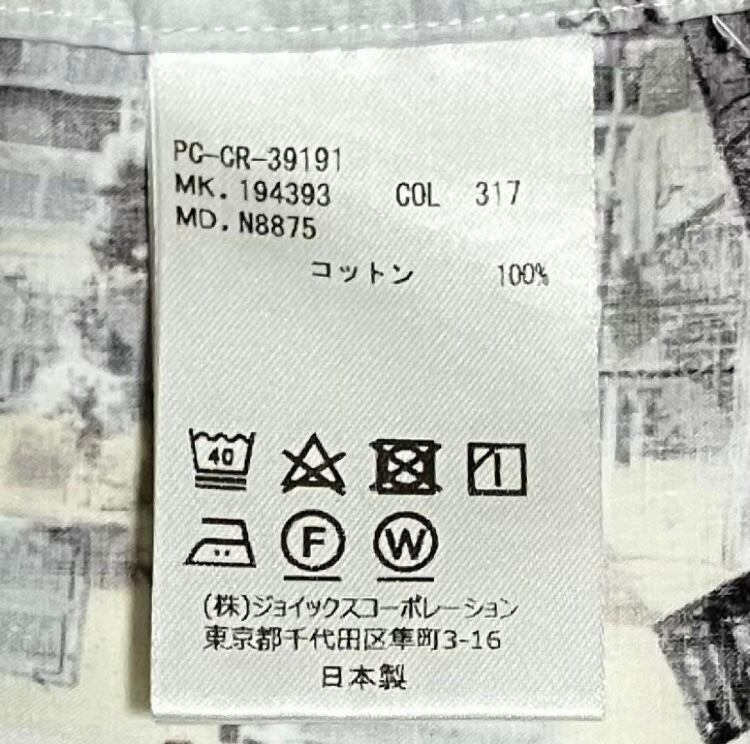 PC-CR-39191
MK. 194393 COL 317
MD. N8875
コットン 100%
40
F W
(株)ジョイックスコーポレーション
東京都千代田区隼町3-16
日本製